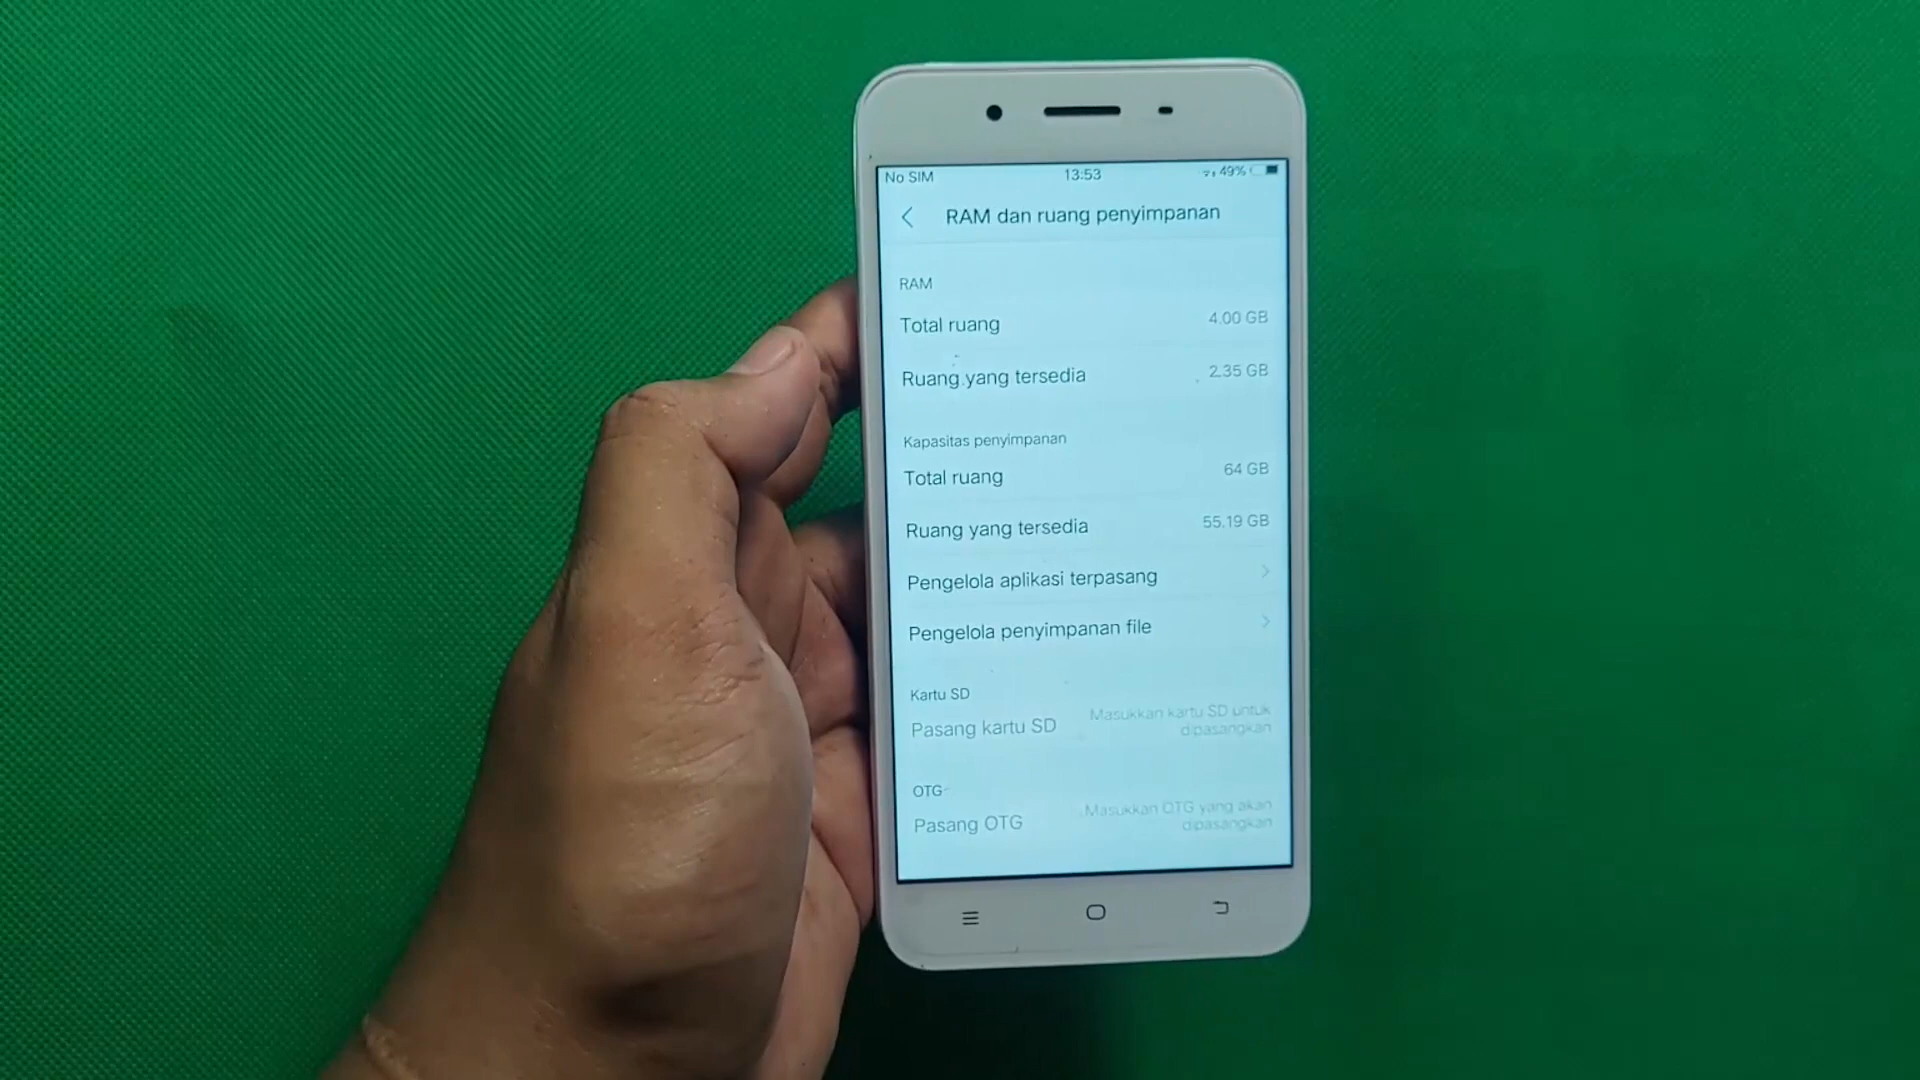 No SIM 13:53 49%
RAM dan ruang penyimpanan
RAM
Total ruang 4.00 GB
Ruang yang tersedia 2.35 GB
Kapasitas penyimpanan
Total ruang 64 GB
Ruang yang tersedia 55.19 GB
Pengelola aplikasi terpasang
Pengelola penyimpanan file
Kartu SD
Pasang kartu SD Masukkan kartu SD untuk
dipasangkan
OTG
Pasang OTG Masukkan OTG yang akan
dipasangkan